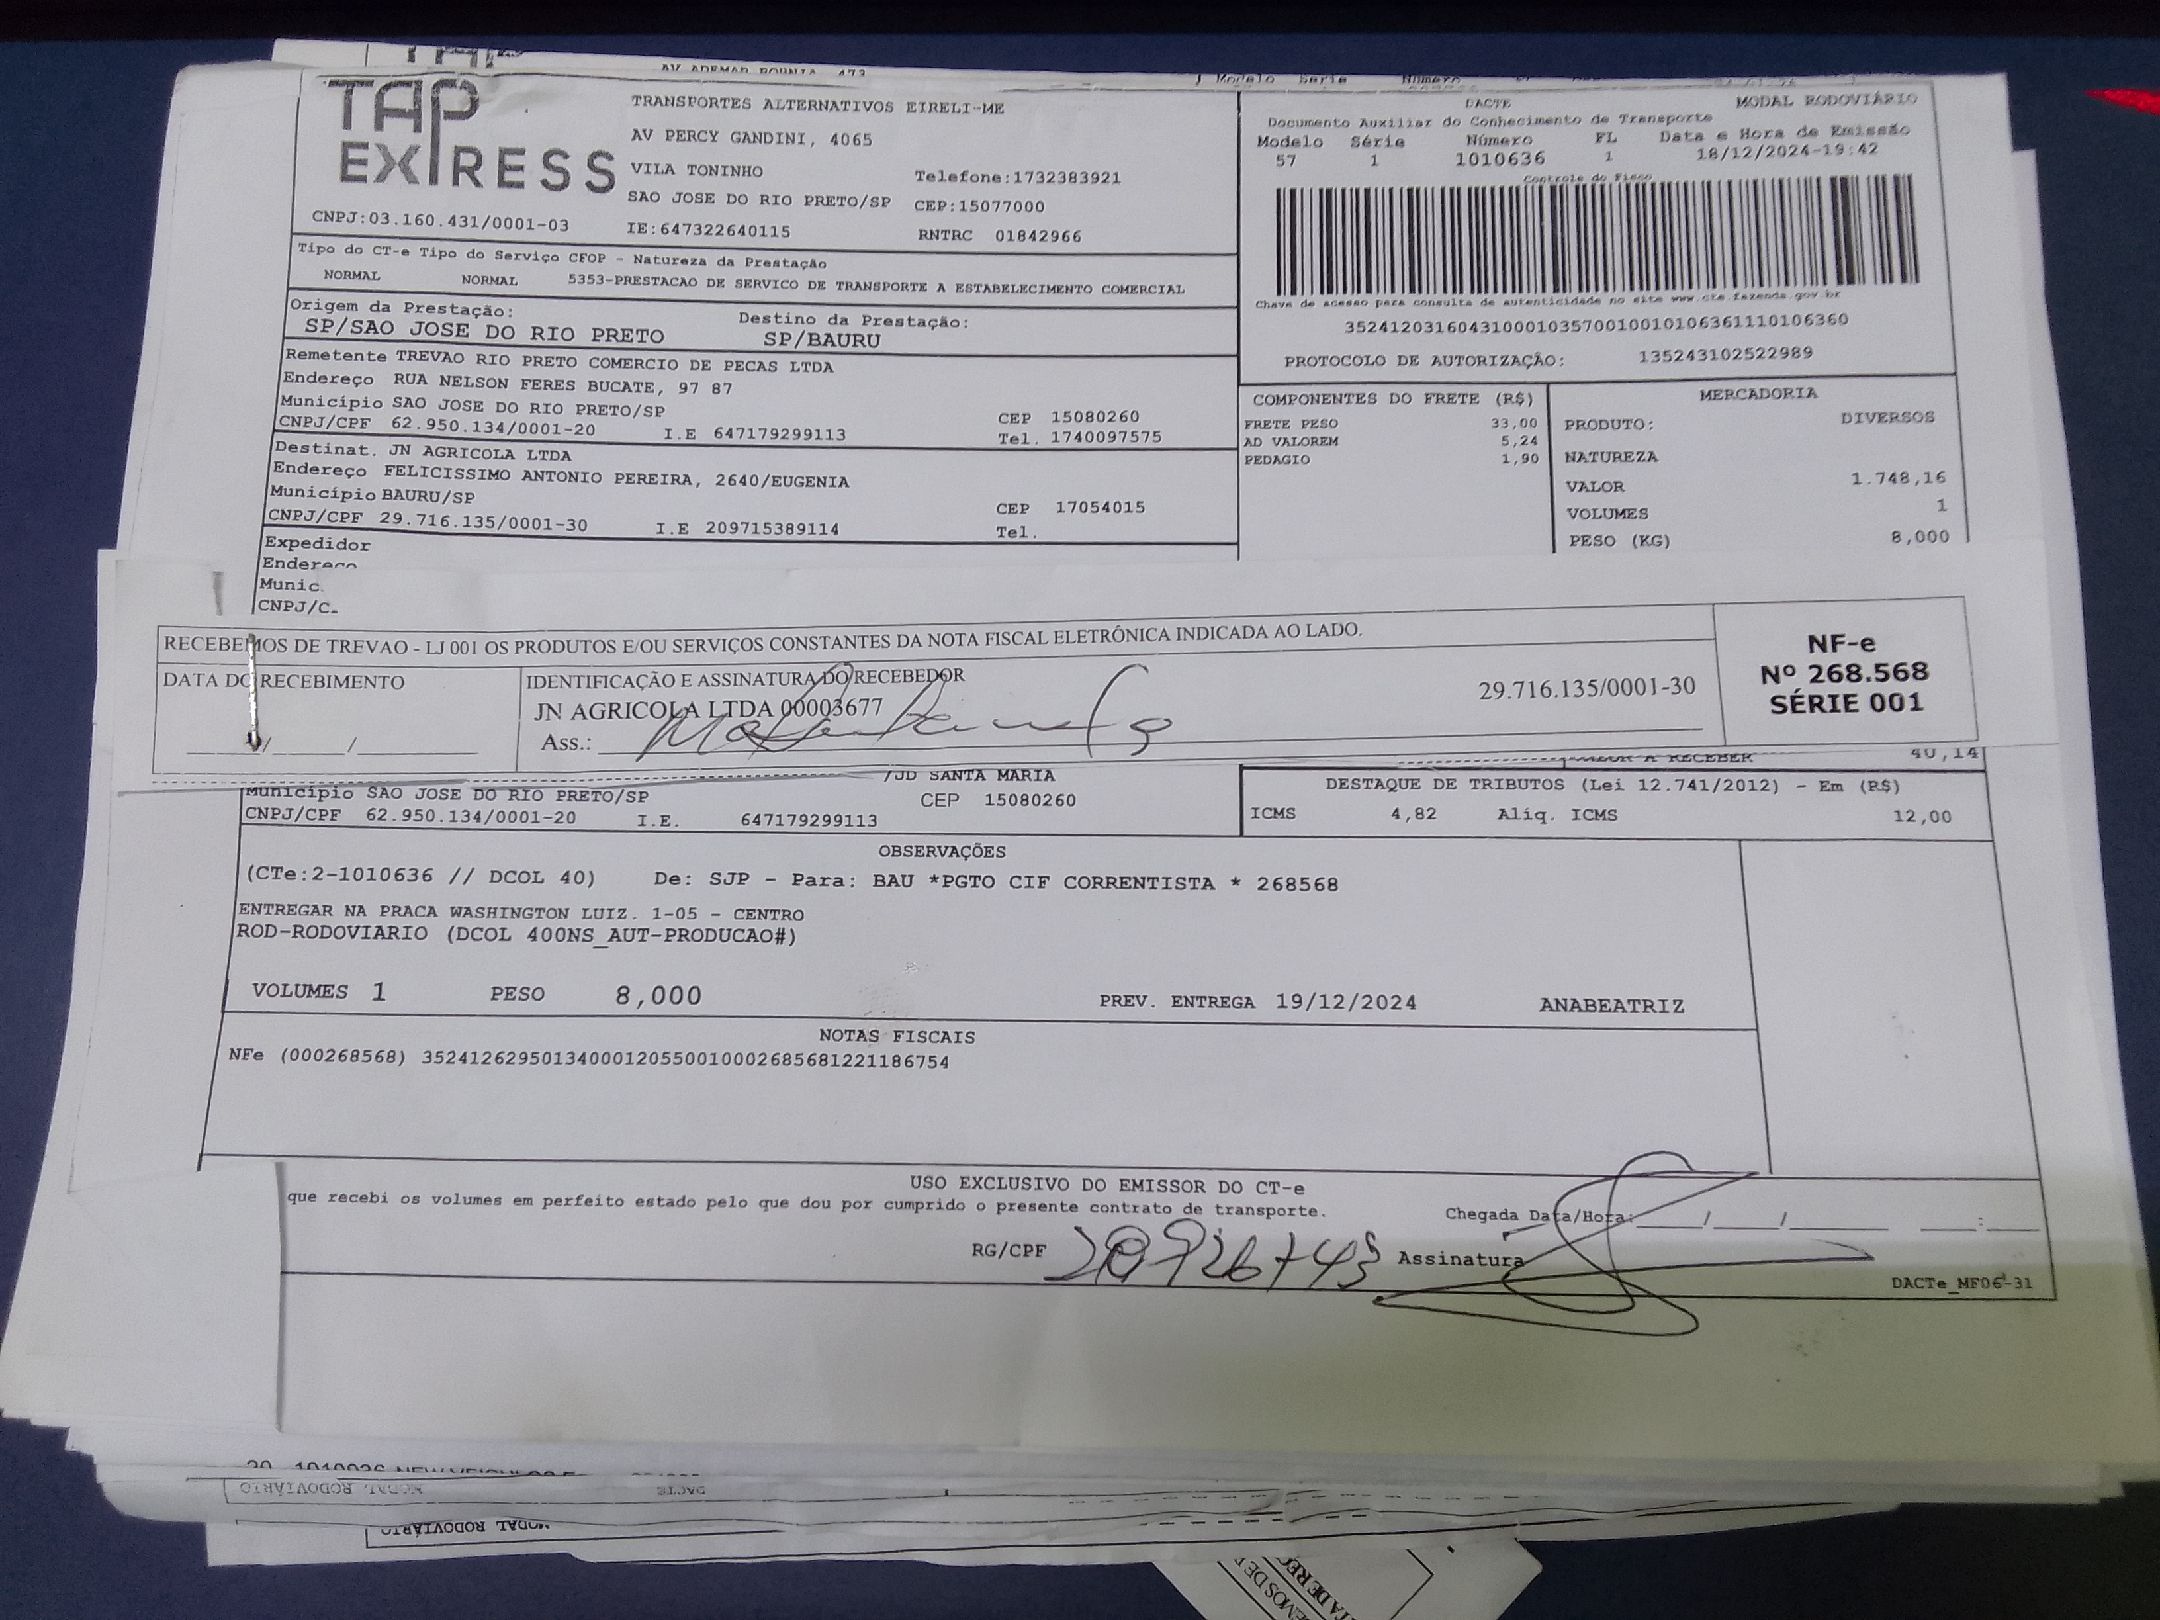 AV ADEMAR
Modelo Serie Número
TAP
EXPRESS
TRANSPORTES ALTERNATIVOS EIRELI-ME
AV PERCY GANDINI, 4065
VILA TONINHO
Telefone:1732383921
SAO JOSE DO RIO PRETO/SP CEP:15077000
CNPJ:03.160.431/0001-03 IE:647322640115 RNTRC 01842966
DACTE MODAL RODOVIÁRIO
Documento Auxiliar do Conhecimento de Transporte
Modelo Série Número FL Data e Hora de Emissão
57 1 1010636 1 18/12/2024-19:42
Controle do Fisco
Chave de acesso para consulta de autenticidade no site www.cte.fazenda.gov.br
35241203160431000103570010010106361110106360
PROTOCOLO DE AUTORIZAÇÃO: 135243102522989
Tipo do CT-e Tipo do Serviço CFOP - Natureza da Prestação
NORMAL NORMAL 5353-PRESTACAO DE SERVICO DE TRANSPORTE A ESTABELECIMENTO COMERCIAL
Origem da Prestação: Destino da Prestação:
SP/SAO JOSE DO RIO PRETO SP/BAURU
Remetente TREVAO RIO PRETO COMERCIO DE PECAS LTDA
Endereço RUA NELSON FERES BUCATE, 97 87
Município SAO JOSE DO RIO PRETO/SP CEP 15080260
CNPJ/CPF 62.950.134/0001-20 I.E 647179299113 Tel. 1740097575
Destinat. JN AGRICOLA LTDA
Endereço FELICISSIMO ANTONIO PEREIRA, 2640/EUGENIA
Município BAURU/SP CEP 17054015
CNPJ/CPF 29.716.135/0001-30 I.E 209715389114 Tel.
Expedidor
Endereço
Munic
CNPJ/C
COMPONENTES DO FRETE (R$)
FRETE PESO 33,00
AD VALOREM 5,24
PEDAGIO 1,90
MERCADORIA
PRODUTO: DIVERSOS
NATUREZA
VALOR 1.748,16
VOLUMES 1
PESO (KG) 8,000
RECEBEMOS DE TREVAO - LJ 001 OS PRODUTOS E/OU SERVIÇOS CONSTANTES DA NOTA FISCAL ELETRÔNICA INDICADA AO LADO.
DATA DO RECEBIMENTO
IDENTIFICAÇÃO E ASSINATURA DO RECEBEDOR
JN AGRICOLA LTDA 00003677 29.716.135/0001-30
Ass.:
NF-e
Nº 268.568
SÉRIE 001
A RECEBER 40,14
/JD SANTA MARIA
Município SAO JOSE DO RIO PRETO/SP CEP 15080260
CNPJ/CPF 62.950.134/0001-20 I.E. 647179299113
DESTAQUE DE TRIBUTOS (Lei 12.741/2012) - Em (R$)
ICMS 4,82 Alíq. ICMS 12,00
OBSERVAÇÕES
(CTe:2-1010636 // DCOL 40) De: SJP - Para: BAU *PGTO CIF CORRENTISTA * 268568
ENTREGAR NA PRACA WASHINGTON LUIZ. 1-05 - CENTRO
ROD-RODOVIARIO (DCOL 400NS_AUT-PRODUCAO#)
VOLUMES 1 PESO 8,000 PREV. ENTREGA 19/12/2024 ANABEATRIZ
NOTAS FISCAIS
NFe (000268568) 35241262950134000120550010002685681221186754
USO EXCLUSIVO DO EMISSOR DO CT-e
que recebi os volumes em perfeito estado pelo que dou por cumprido o presente contrato de transporte.
Chegada Data/Hora:
RG/CPF Assinatura
DACTe_MF06-31
MODAL RODOVIÁRIO DACTE
MODAL RODOVIÁRIO